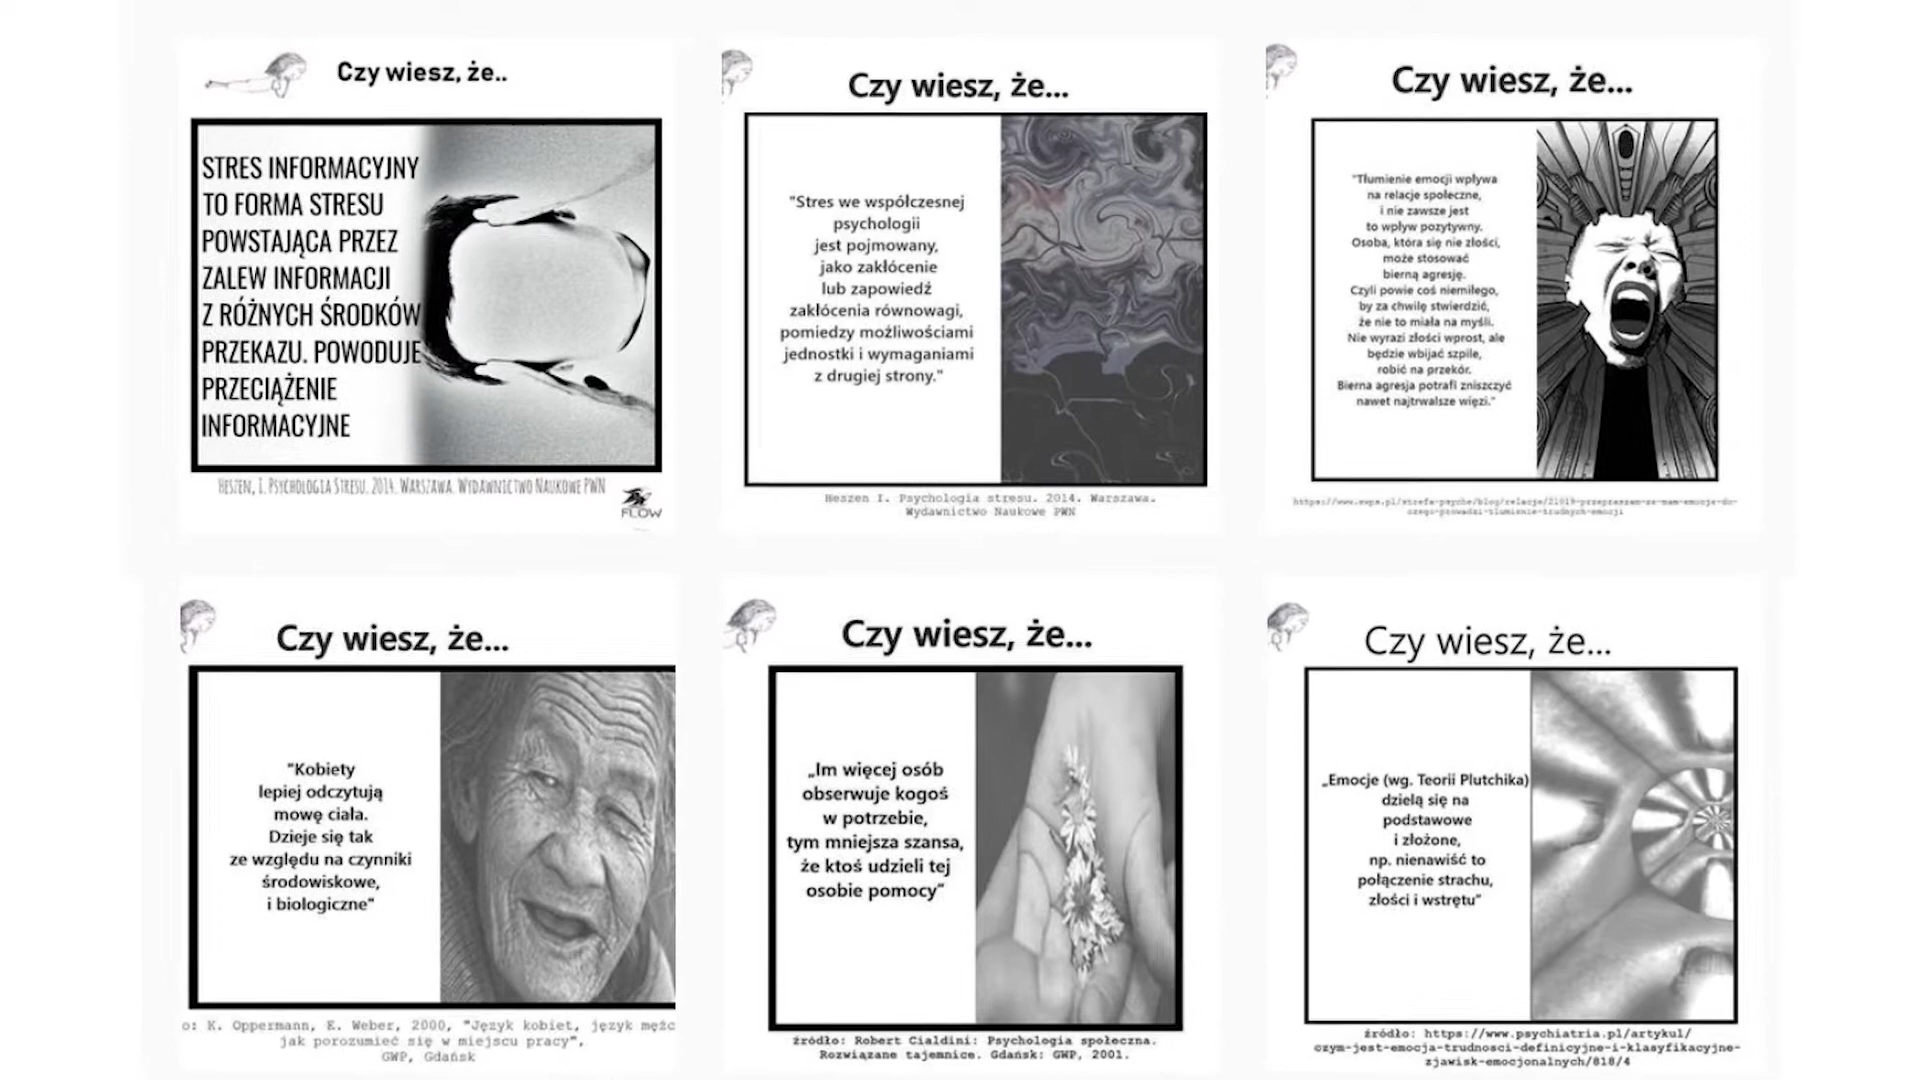 Czy wiesz, że..
STRES INFORMACYJNY
TO FORMA STRESU
POWSTAJĄCA PRZEZ
ZALEW INFORMACJI
Z RÓŻNYCH ŚRODKÓW
PRZEKAZU. POWODUJE
PRZECIĄŻENIE
INFORMACYJNE
HESZEN, I. PSYCHOLOGIA STRESU. 2014. WARSZAWA. WYDAWNICTWO NAUKOWE PWN
FLOW
Czy wiesz, że...
"Stres we współczesnej
psychologii
jest pojmowany,
jako zakłócenie
lub zapowiedź
zakłócenia równowagi,
pomiedzy możliwościami
jednostki i wymaganiami
z drugiej strony."
Heszen I. Psychologia stresu. 2014. Warszawa.
Wydawnictwo Naukowe PWN
Czy wiesz, że...
"Tłumienie emocji wpływa
na relacje społeczne,
i nie zawsze jest
to wpływ pozytywny.
Osoba, która się nie złości,
może stosować
bierną agresję.
Czyli powie coś niemiłego,
by za chwilę stwierdzić,
że nie to miała na myśli.
Nie wyrazi złości wprost, ale
będzie wbijać szpile,
robić na przekór.
Bierna agresja potrafi zniszczyć
nawet najtrwalsze więzi."
https://www.swps.pl/strefa-psyche/blog/relacje/21019-przepraszam-ze-mam-emocje-do-
czego-prowadzi-tlumienie-trudnych-emocji
Czy wiesz, że...
"Kobiety
lepiej odczytują
mowę ciała.
Dzieje się tak
ze względu na czynniki
środowiskowe,
i biologiczne"
o: K. Oppermann, E. Weber, 2000, "Język kobiet, język mężc
jak porozumieć się w miejscu pracy",
GWP, Gdańsk
Czy wiesz, że...
„Im więcej osób
obserwuje kogoś
w potrzebie,
tym mniejsza szansa,
że ktoś udzieli tej
osobie pomocy"
źródło: Robert Cialdini: Psychologia społeczna.
Rozwiązane tajemnice. Gdańsk: GWP, 2001.
Czy wiesz, że...
„Emocje (wg. Teorii Plutchika)
dzielą się na
podstawowe
i złożone,
np. nienawiść to
połączenie strachu,
złości i wstrętu"
źródło: https://www.psychiatria.pl/artykul/
czym-jest-emocja-trudnosci-definicyjne-i-klasyfikacyjne-
zjawisk-emocjonalnych/818/4